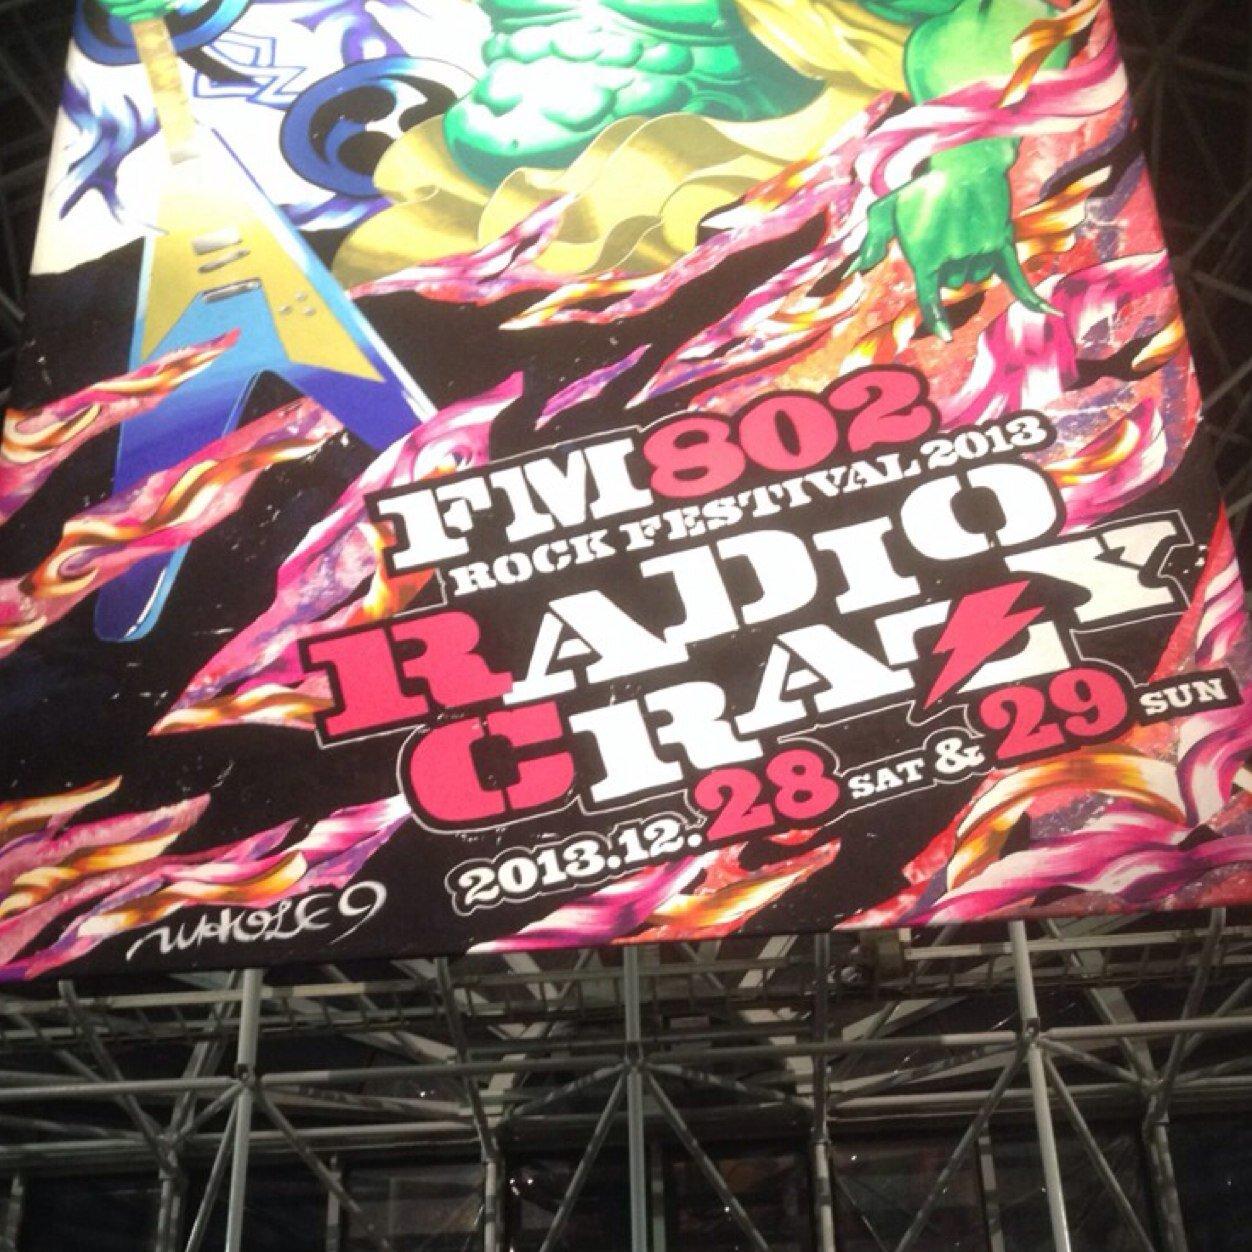 FM802
ROCK FESTIVAL 2013
RADIO
CRAZY
2013.12.28 SAT & 29 SUN
WHOLE9